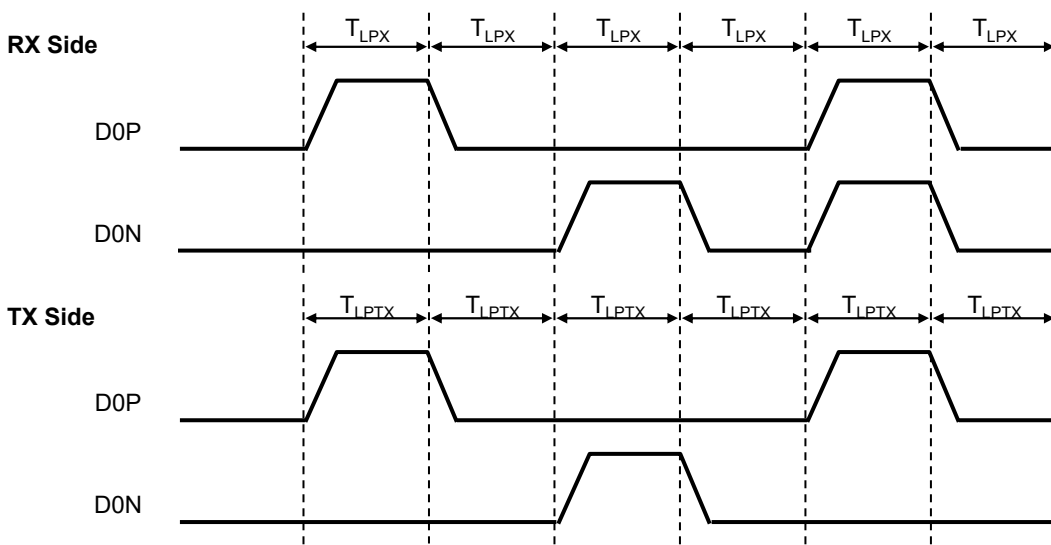 RX Side
T_LPX T_LPX T_LPX T_LPX T_LPX T_LPX
D0P
D0N
TX Side
T_LPTX T_LPTX T_LPTX T_LPTX T_LPTX T_LPTX
D0P
D0N